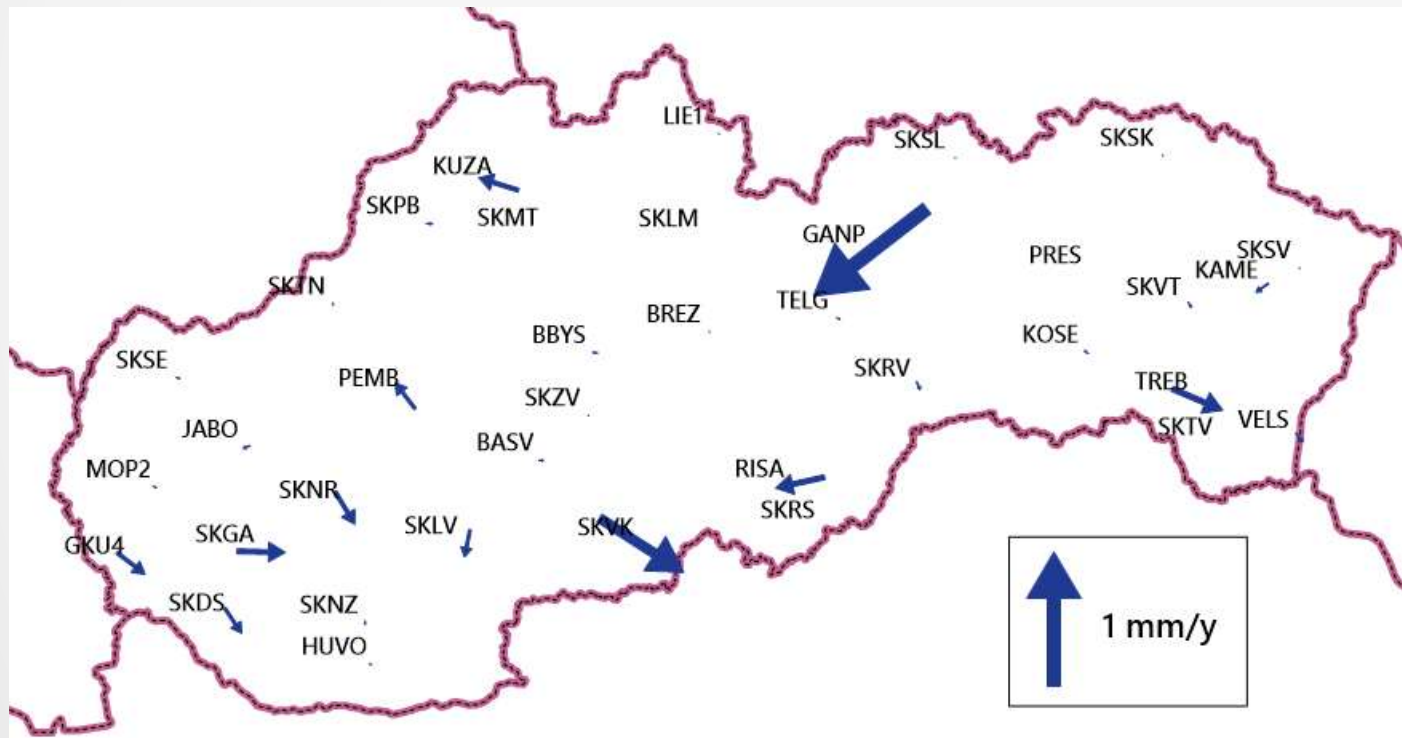 LIE1
SKSL
SKSK
KUZA
SKPB
SKMT
SKLM
GANP
PRES
SKSV
KAME
SKTN
SKVT
TELG
BREZ
BBYS
KOSE
SKSE
PEMB
SKRV
TREB
SKZV
VELS
SKTV
JABO
BASV
MOP2
RISA
SKNR
SKRS
SKLV
SKVK
SKGA
GKU4
SKDS
SKNZ
HUVO
1 mm/y